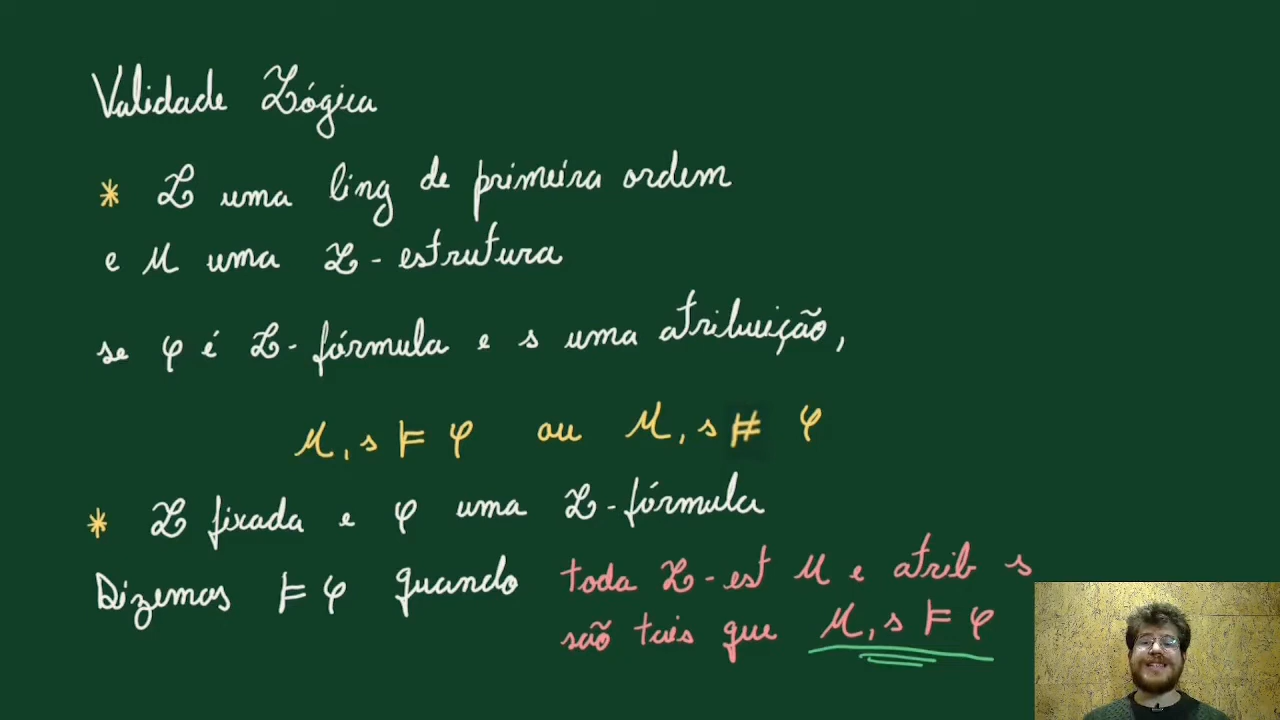 Validade Lógica
* ℒ uma ling de primeira ordem
e ℳ uma ℒ-estrutura
se φ é ℒ-fórmula e s uma atribuição,
ℳ, s ⊨ φ ou ℳ, s ⊭ φ
* ℒ fixada e φ uma ℒ-fórmula
Dizemos ⊨ φ quando toda ℒ-est ℳ e atrib s
são tais que ℳ, s ⊨ φ